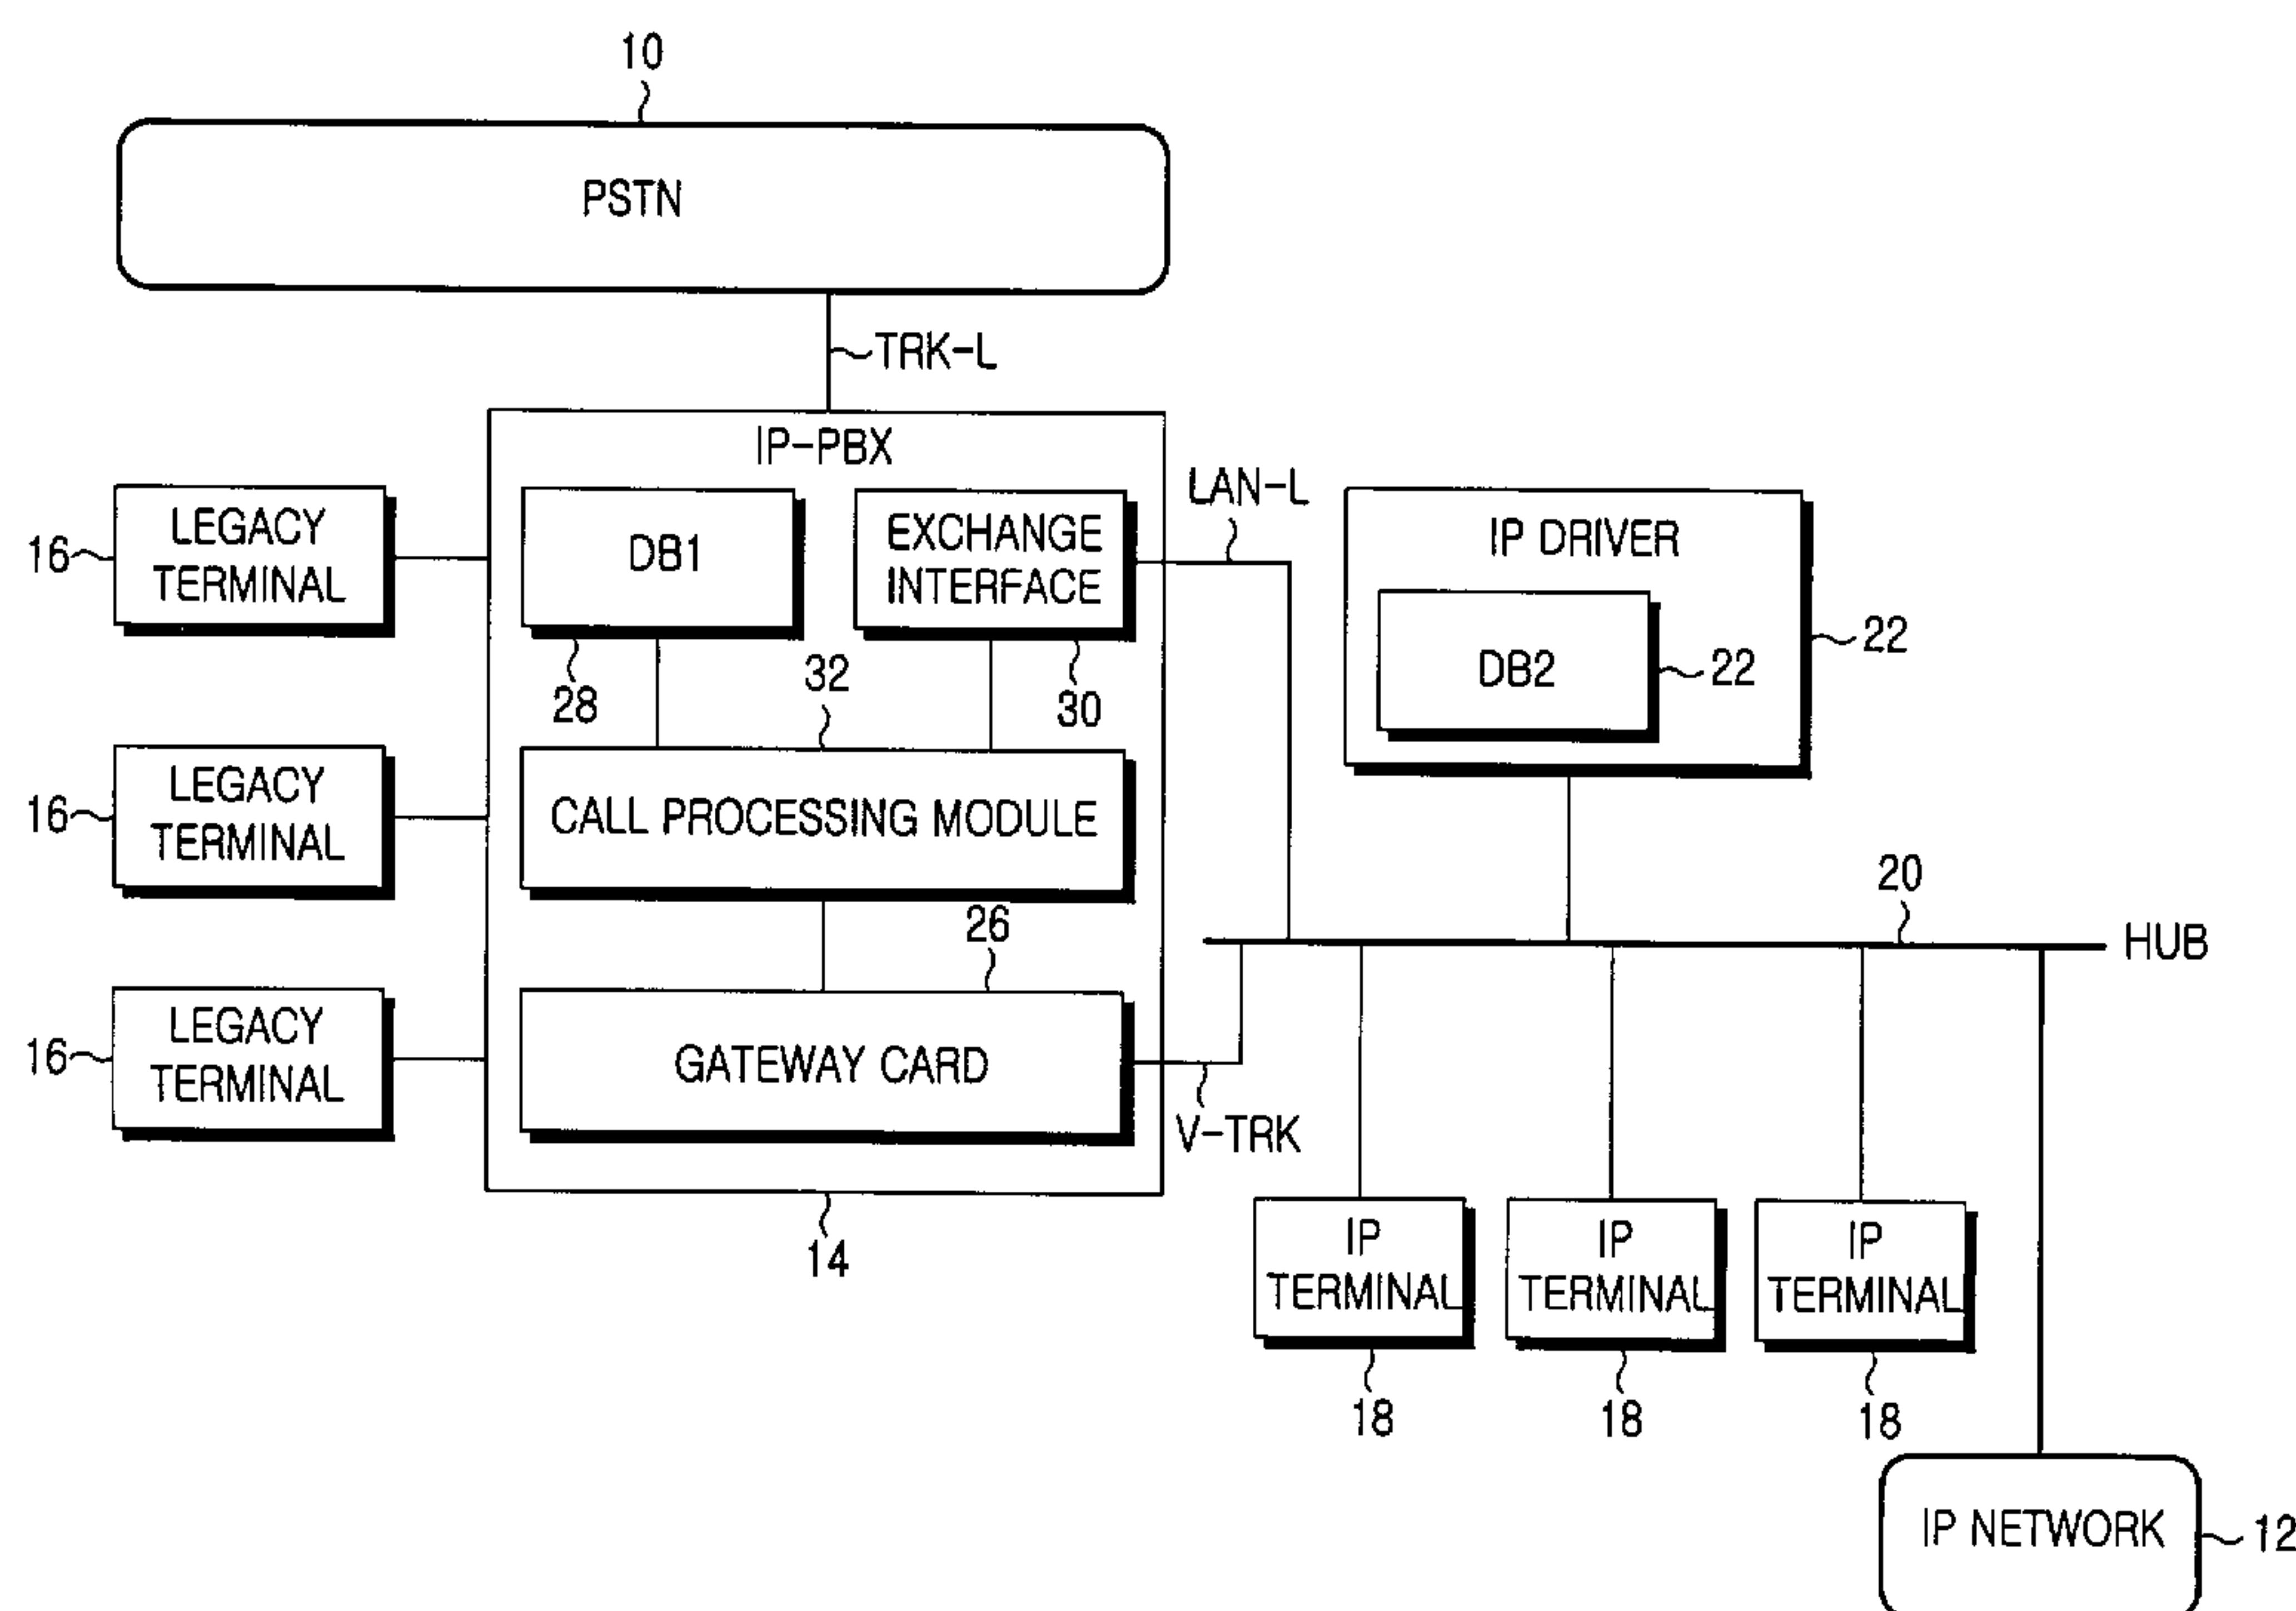 10
PSTN
TRK-L
IP-PBX
LAN-L
16
LEGACY
TERMINAL
DB1
EXCHANGE
INTERFACE
IP DRIVER
DB2
22
22
28
32
30
16
LEGACY
TERMINAL
CALL PROCESSING MODULE
20
HUB
26
16
LEGACY
TERMINAL
GATEWAY CARD
V-TRK
14
IP
TERMINAL
IP
TERMINAL
IP
TERMINAL
18
18
18
IP NETWORK
12